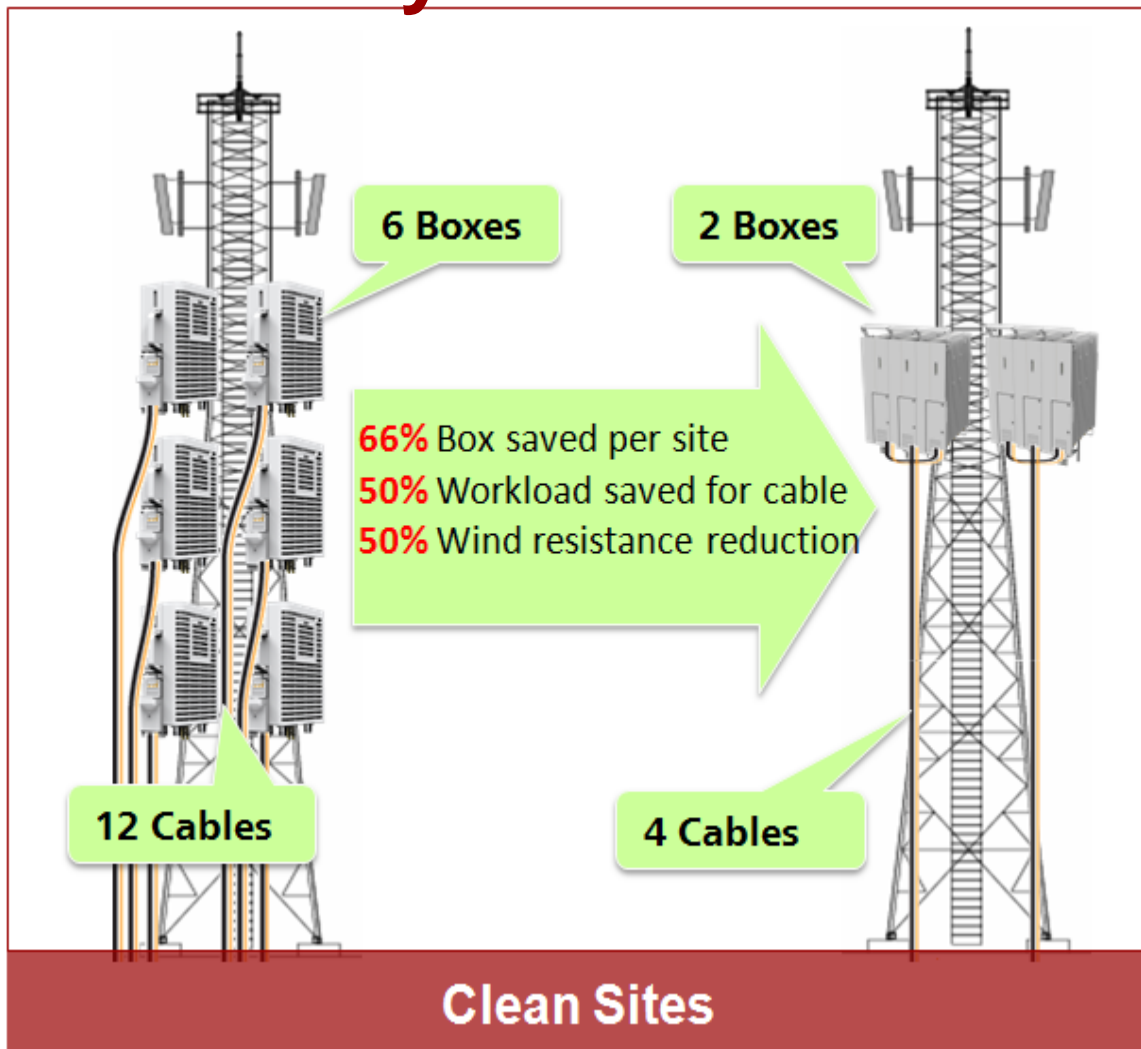 6 Boxes
2 Boxes
66% Box saved per site
50% Workload saved for cable
50% Wind resistance reduction
12 Cables
4 Cables
Clean Sites